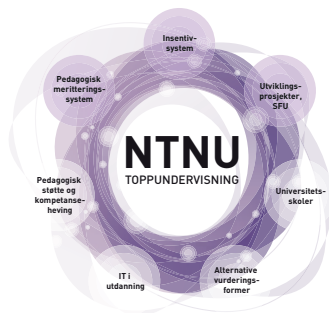 Insentiv-
system
Pedagogisk
meritterings-
system
Utviklings-
prosjekter,
SFU
NTNU
TOPPUNDERVISNING
Pedagogisk
støtte og
kompetanse-
heving
Universitets-
skoler
IT i
utdanning
Alternative
vurderings-
former